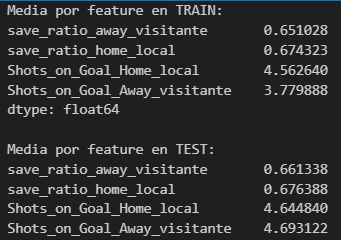 Media por feature en TRAIN:
save_ratio_away_visitante 0.651028
save_ratio_home_local 0.674323
Shots_on_Goal_Home_local 4.562640
Shots_on_Goal_Away_visitante 3.779888
dtype: float64
Media por feature en TEST:
save_ratio_away_visitante 0.661338
save_ratio_home_local 0.676388
Shots_on_Goal_Home_local 4.644840
Shots_on_Goal_Away_visitante 4.693122